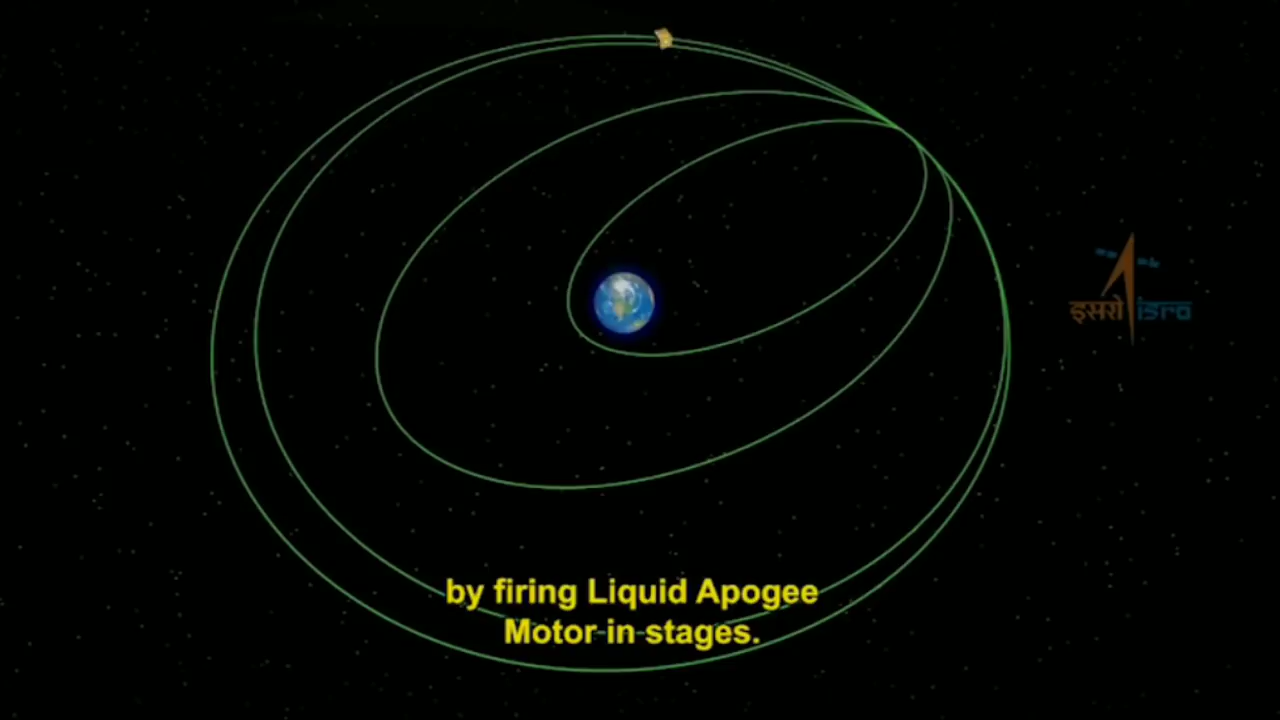 इसरो isro
by firing Liquid Apogee
Motor in stages.